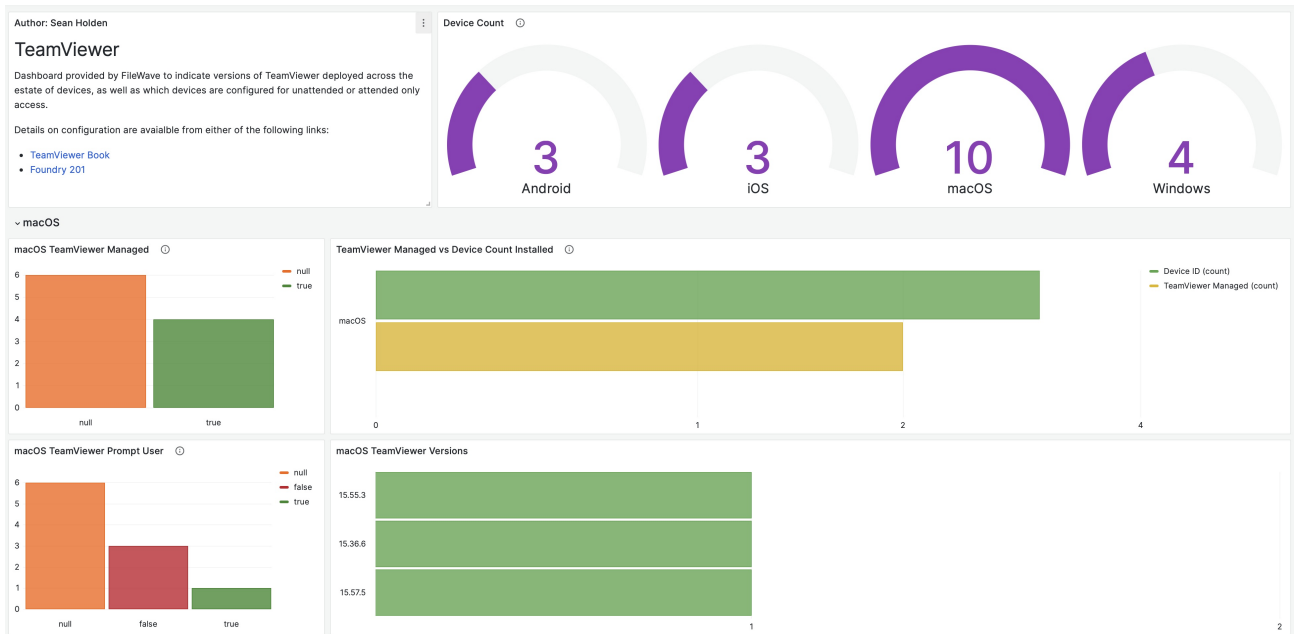 Author: Sean Holden
TeamViewer
Dashboard provided by FileWave to indicate versions of TeamViewer deployed across the
estate of devices, as well as which devices are configured for unattended or attended only
access.
Details on configuration are avaialble from either of the following links:
TeamViewer Book
Foundry 201
Device Count
3
Android
3
iOS
10
macOS
4
Windows
macOS
macOS TeamViewer Managed
6
5
4
3
2
1
0
null
true
null
true
TeamViewer Managed vs Device Count Installed
macOS
0
1
2
4
Device ID (count)
TeamViewer Managed (count)
macOS TeamViewer Prompt User
6
5
4
3
2
1
0
null
false
true
null
false
true
macOS TeamViewer Versions
15.55.3
15.36.6
15.57.5
1
2